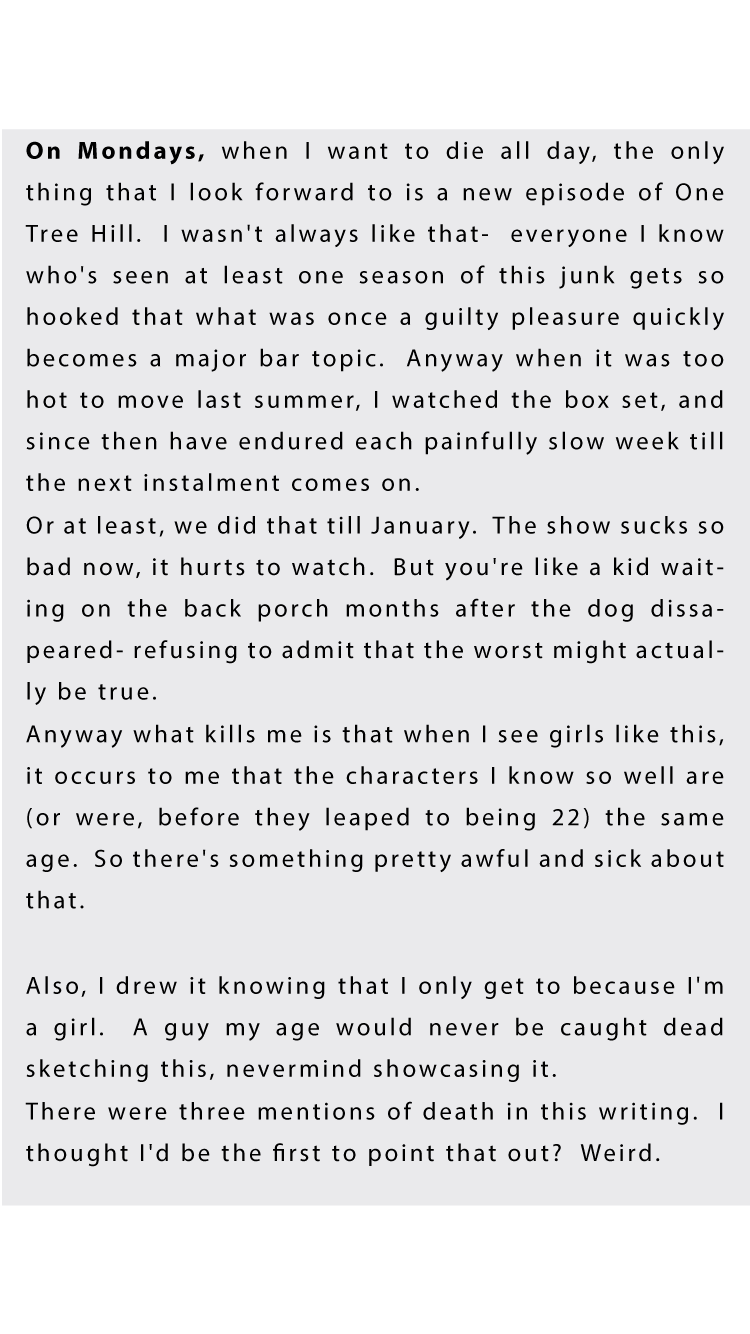 On Mondays, when I want to die all day, the only
thing that I look forward to is a new episode of One
Tree Hill.  I wasn't always like that-  everyone I know
who's seen at least one season of this junk gets so
hooked that what was once a guilty pleasure quickly
becomes a major bar topic.  Anyway when it was too
hot to move last summer, I watched the box set, and
since then have endured each painfully slow week till
the next instalment comes on.
Or at least, we did that till January.  The show sucks so
bad now, it hurts to watch.  But you're like a kid wait-
ing on the back porch months after the dog dissa-
peared- refusing to admit that the worst might actual-
ly be true.
Anyway what kills me is that when I see girls like this,
it occurs to me that the characters I know so well are
(or were, before they leaped to being 22) the same
age.  So there's something pretty awful and sick about
that.

Also, I drew it knowing that I only get to because I'm
a girl.  A guy my age would never be caught dead
sketching this, nevermind showcasing it.
There were three mentions of death in this writing.  I
thought I'd be the first to point that out?  Weird.